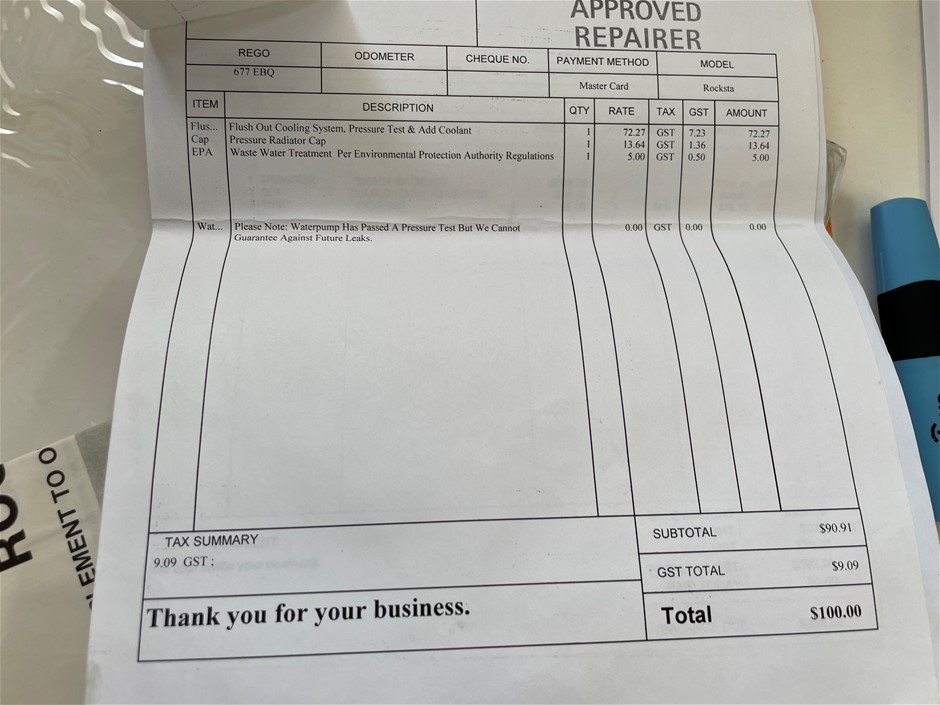 APPROVED
REPAIRER
REGO ODOMETER CHEQUE NO. PAYMENT METHOD MODEL
677 EBQ Master Card Rocksta
ITEM DESCRIPTION QTY RATE TAX GST AMOUNT
Flus... Flush Out Cooling System, Pressure Test & Add Coolant 1 72.27 GST 7.23 72.27
Cap Pressure Radiator Cap 1 13.64 GST 1.36 13.64
EPA Waste Water Treatment Per Environmental Protection Authority Regulations 1 5.00 GST 0.50 5.00
Wat... Please Note: Waterpump Has Passed A Pressure Test But We Cannot 0.00 GST 0.00 0.00
Guarantee Against Future Leaks.
TAX SUMMARY
9.09 GST:
SUBTOTAL $90.91
GST TOTAL $9.09
Thank you for your business.
Total $100.00
LEMENT TO O